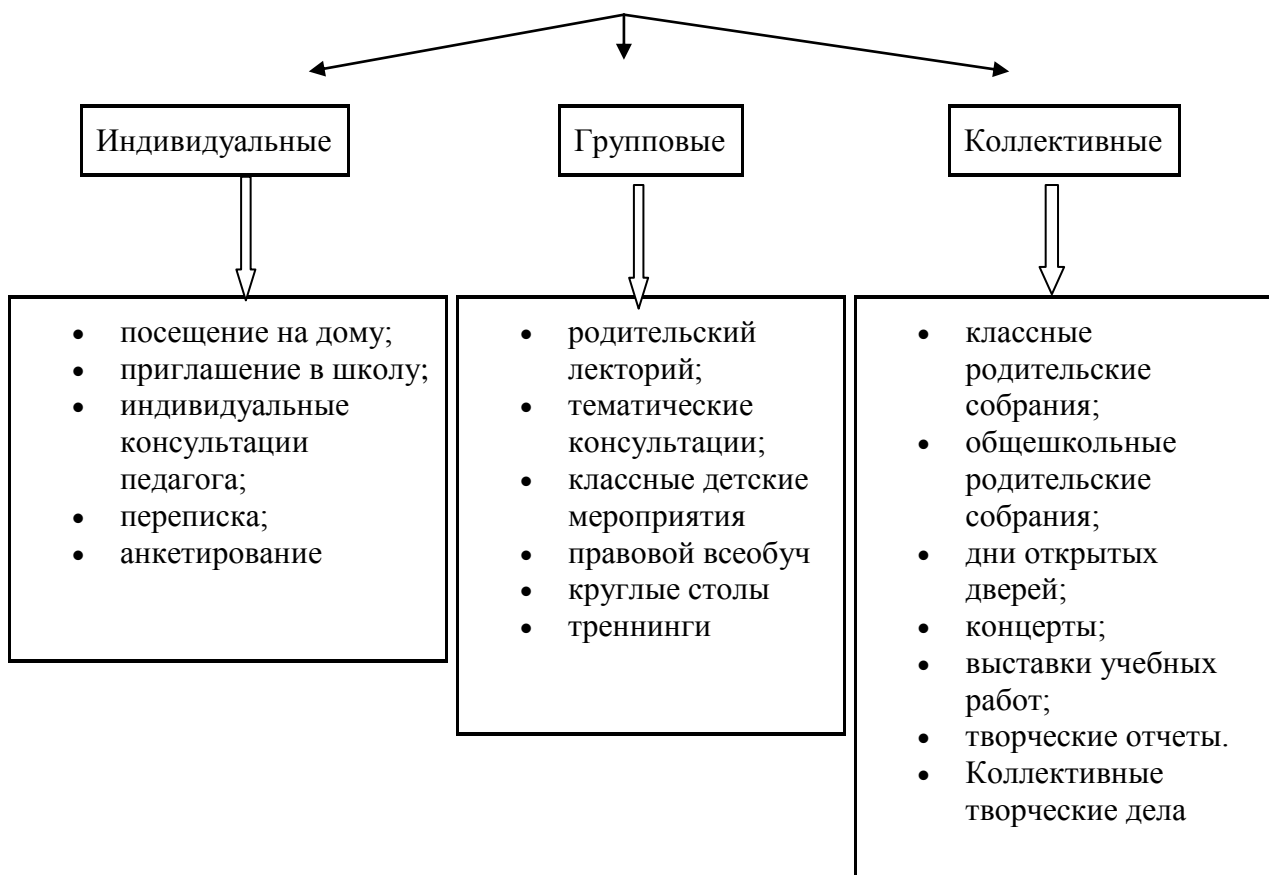 Индивидуальные
Групповые
Коллективные
• посещение на дому;
• приглашение в школу;
• индивидуальные
консультации
педагога;
• переписка;
• анкетирование
• родительский
лекторий;
• тематические
консультации;
• классные детские
мероприятия
• правовой всеобуч
• круглые столы
• треннинги
• классные
родительские
собрания;
• общешкольные
родительские
собрания;
• дни открытых
дверей;
• концерты;
• выставки учебных
работ;
• творческие отчеты.
• Коллективные
творческие дела